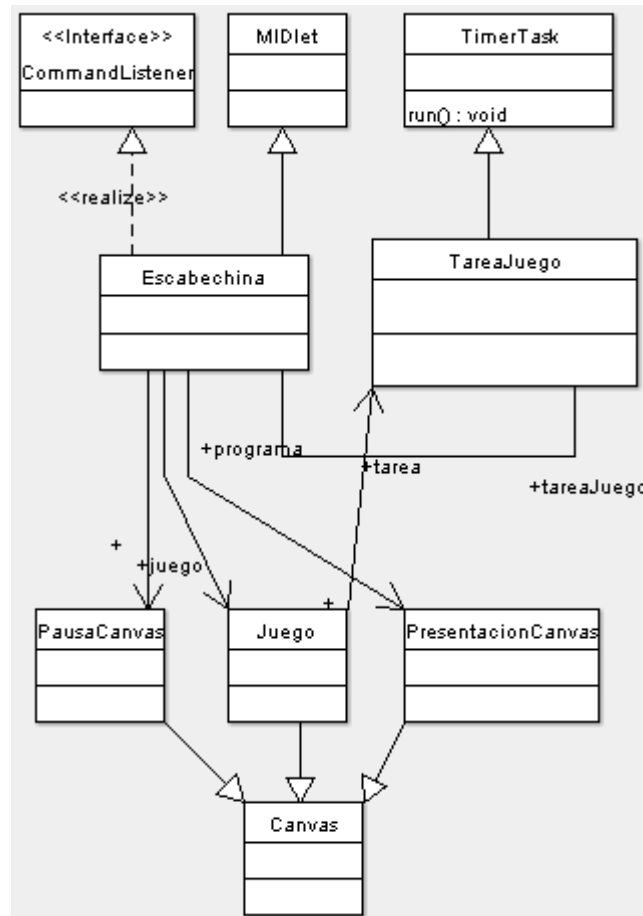 <<Interface>>
CommandListener
MIDlet
TimerTask
run() : void
<<realize>>
Escabechina
TareaJuego
+programa
+tarea
+tareaJuego
+
+juego
+
PausaCanvas
Juego
PresentacionCanvas
Canvas